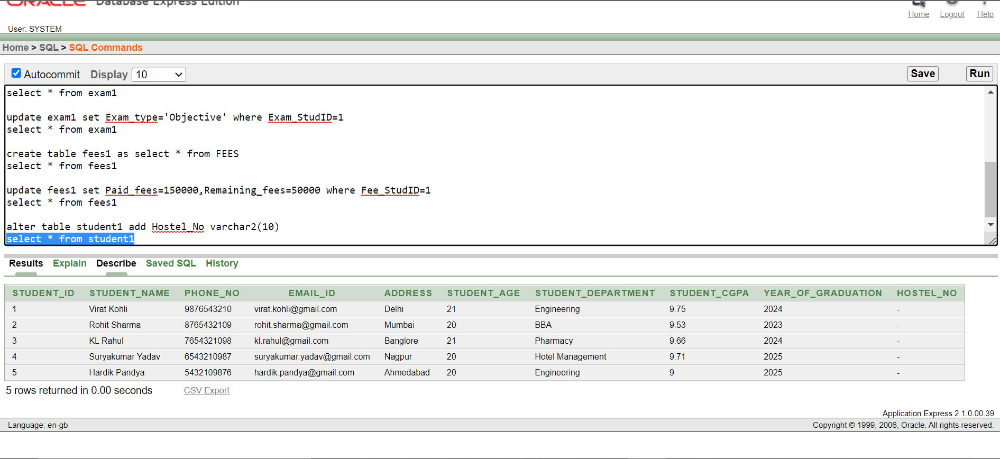 ORACLE Database Express Edition
Home Logout Help
User: SYSTEM
Home > SQL > SQL Commands
Autocommit Display 10 Save Run
select * from exam1
update exam1 set Exam_type='Objective' where Exam_StudID=1
select * from exam1
create table fees1 as select * from FEES
select * from fees1
update fees1 set Paid_fees=150000,Remaining_fees=50000 where Fee_StudID=1
select * from fees1
alter table student1 add Hostel_No varchar2(10)
select * from student1
Results Explain Describe Saved SQL History
STUDENT_ID STUDENT_NAME PHONE_NO EMAIL_ID ADDRESS STUDENT_AGE STUDENT_DEPARTMENT STUDENT_CGPA YEAR_OF_GRADUATION HOSTEL_NO
1 Virat Kohli 9876543210 virat.kohli@gmail.com Delhi 21 Engineering 9.75 2024 -
2 Rohit Sharma 8765432109 rohit.sharma@gmail.com Mumbai 20 BBA 9.53 2023 -
3 KL Rahul 7654321098 kl.rahul@gmail.com Banglore 21 Pharmacy 9.66 2024 -
4 Suryakumar Yadav 6543210987 suryakumar.yadav@gmail.com Nagpur 20 Hotel Management 9.71 2025 -
5 Hardik Pandya 5432109876 hardik.pandya@gmail.com Ahmedabad 20 Engineering 9 2025 -
5 rows returned in 0.00 seconds CSV Export
Application Express 2.1.0.00.39
Language: en-gb Copyright © 1999, 2006, Oracle. All rights reserved.